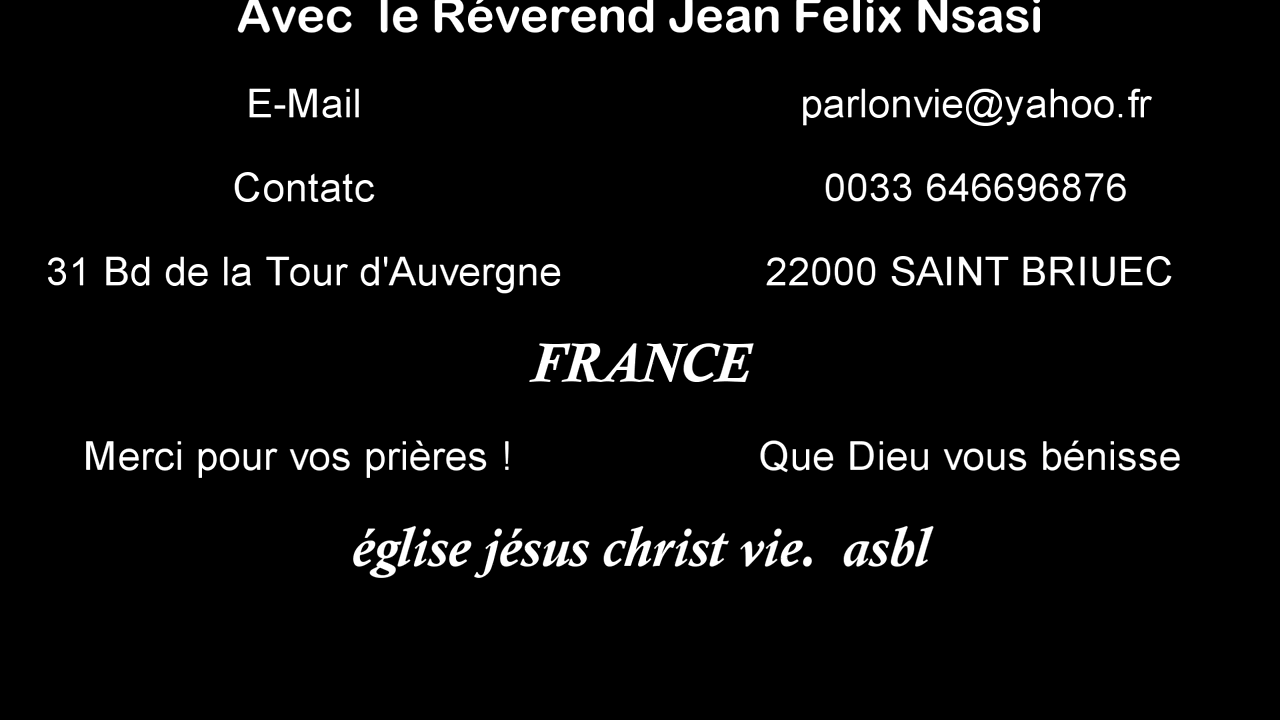 Avec le Réverend Jean Felix Nsasi
E-Mail parlonvie@yahoo.fr
Contatc 0033 646696876
31 Bd de la Tour d'Auvergne 22000 SAINT BRIUEC
FRANCE
Merci pour vos prières ! Que Dieu vous bénisse
église jésus christ vie. asbl